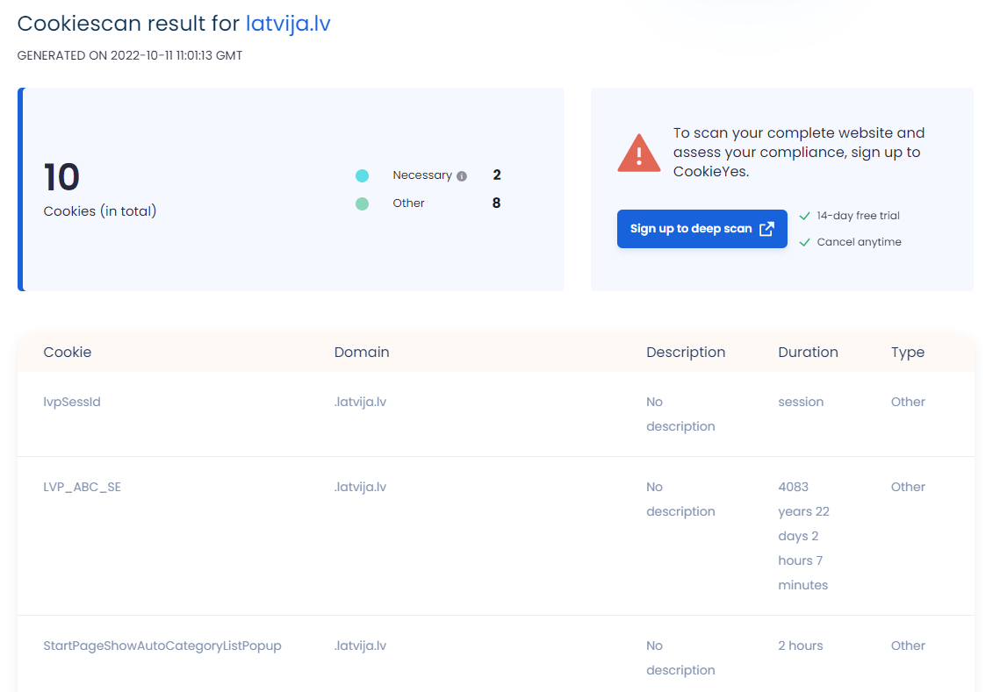 Cookiescan result for latvija.lv
GENERATED ON 2022-10-11 11:01:13 GMT
10
Cookies (in total)
Necessary 2
Other 8
To scan your complete website and
assess your compliance, sign up to
CookieYes.
Sign up to deep scan
14-day free trial
Cancel anytime
Cookie Domain Description Duration Type
lvpSessId .latvija.lv No session Other
description
LVP_ABC_SE .latvija.lv No 4083 Other
description years 22
days 2
hours 7
minutes
StartPageShowAutoCategoryListPopup .latvija.lv No 2 hours Other
description